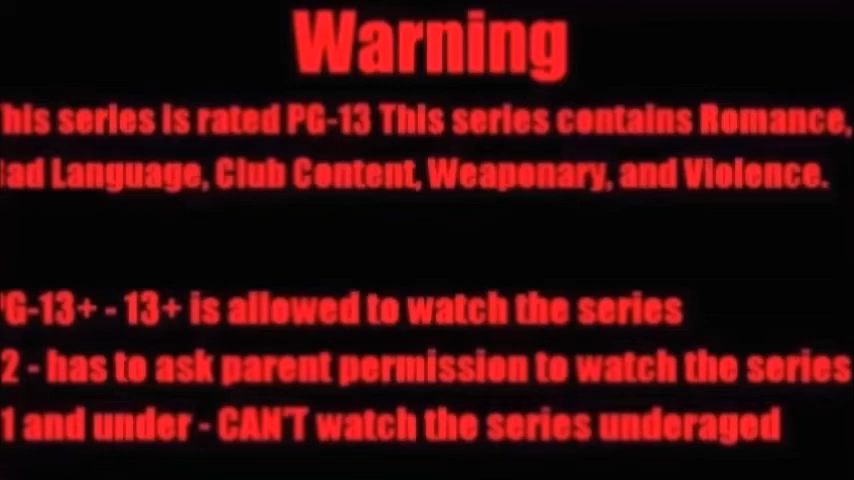 Warning
his series is rated PG-13 This series contains Romance,
ad Language, Club Content, Weaponary, and Violence.
G-13+ - 13+ is allowed to watch the series
2 - has to ask parent permission to watch the series
1 and under - CAN'T watch the series underaged